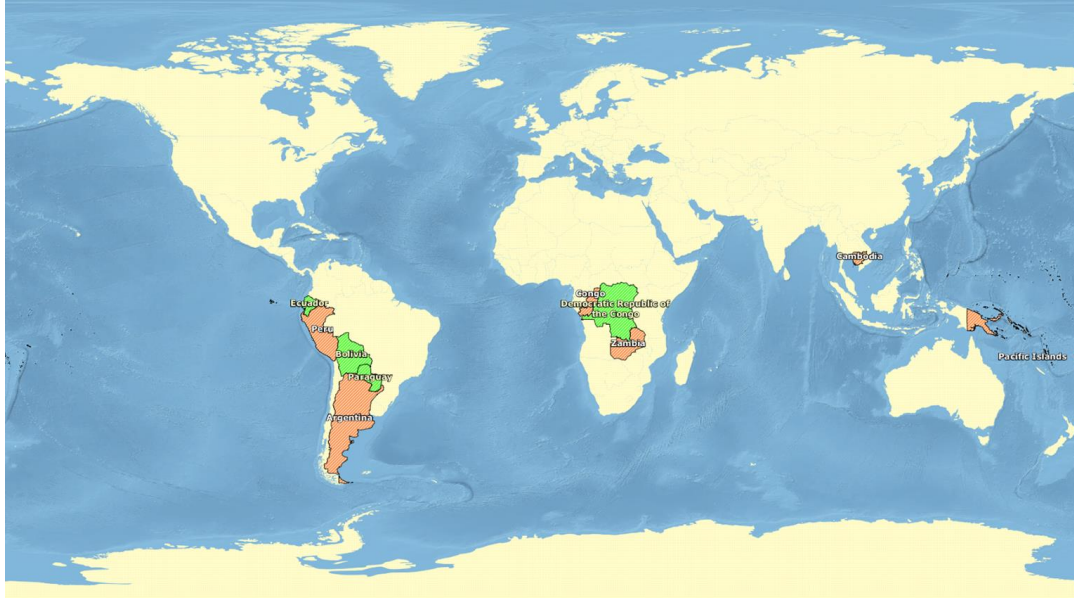 Cambodia
Ecuador
Congo
Democratic Republic of
the Congo
Peru
Zambia
Bolivia
Pacific Islands
Paraguay
Argentina